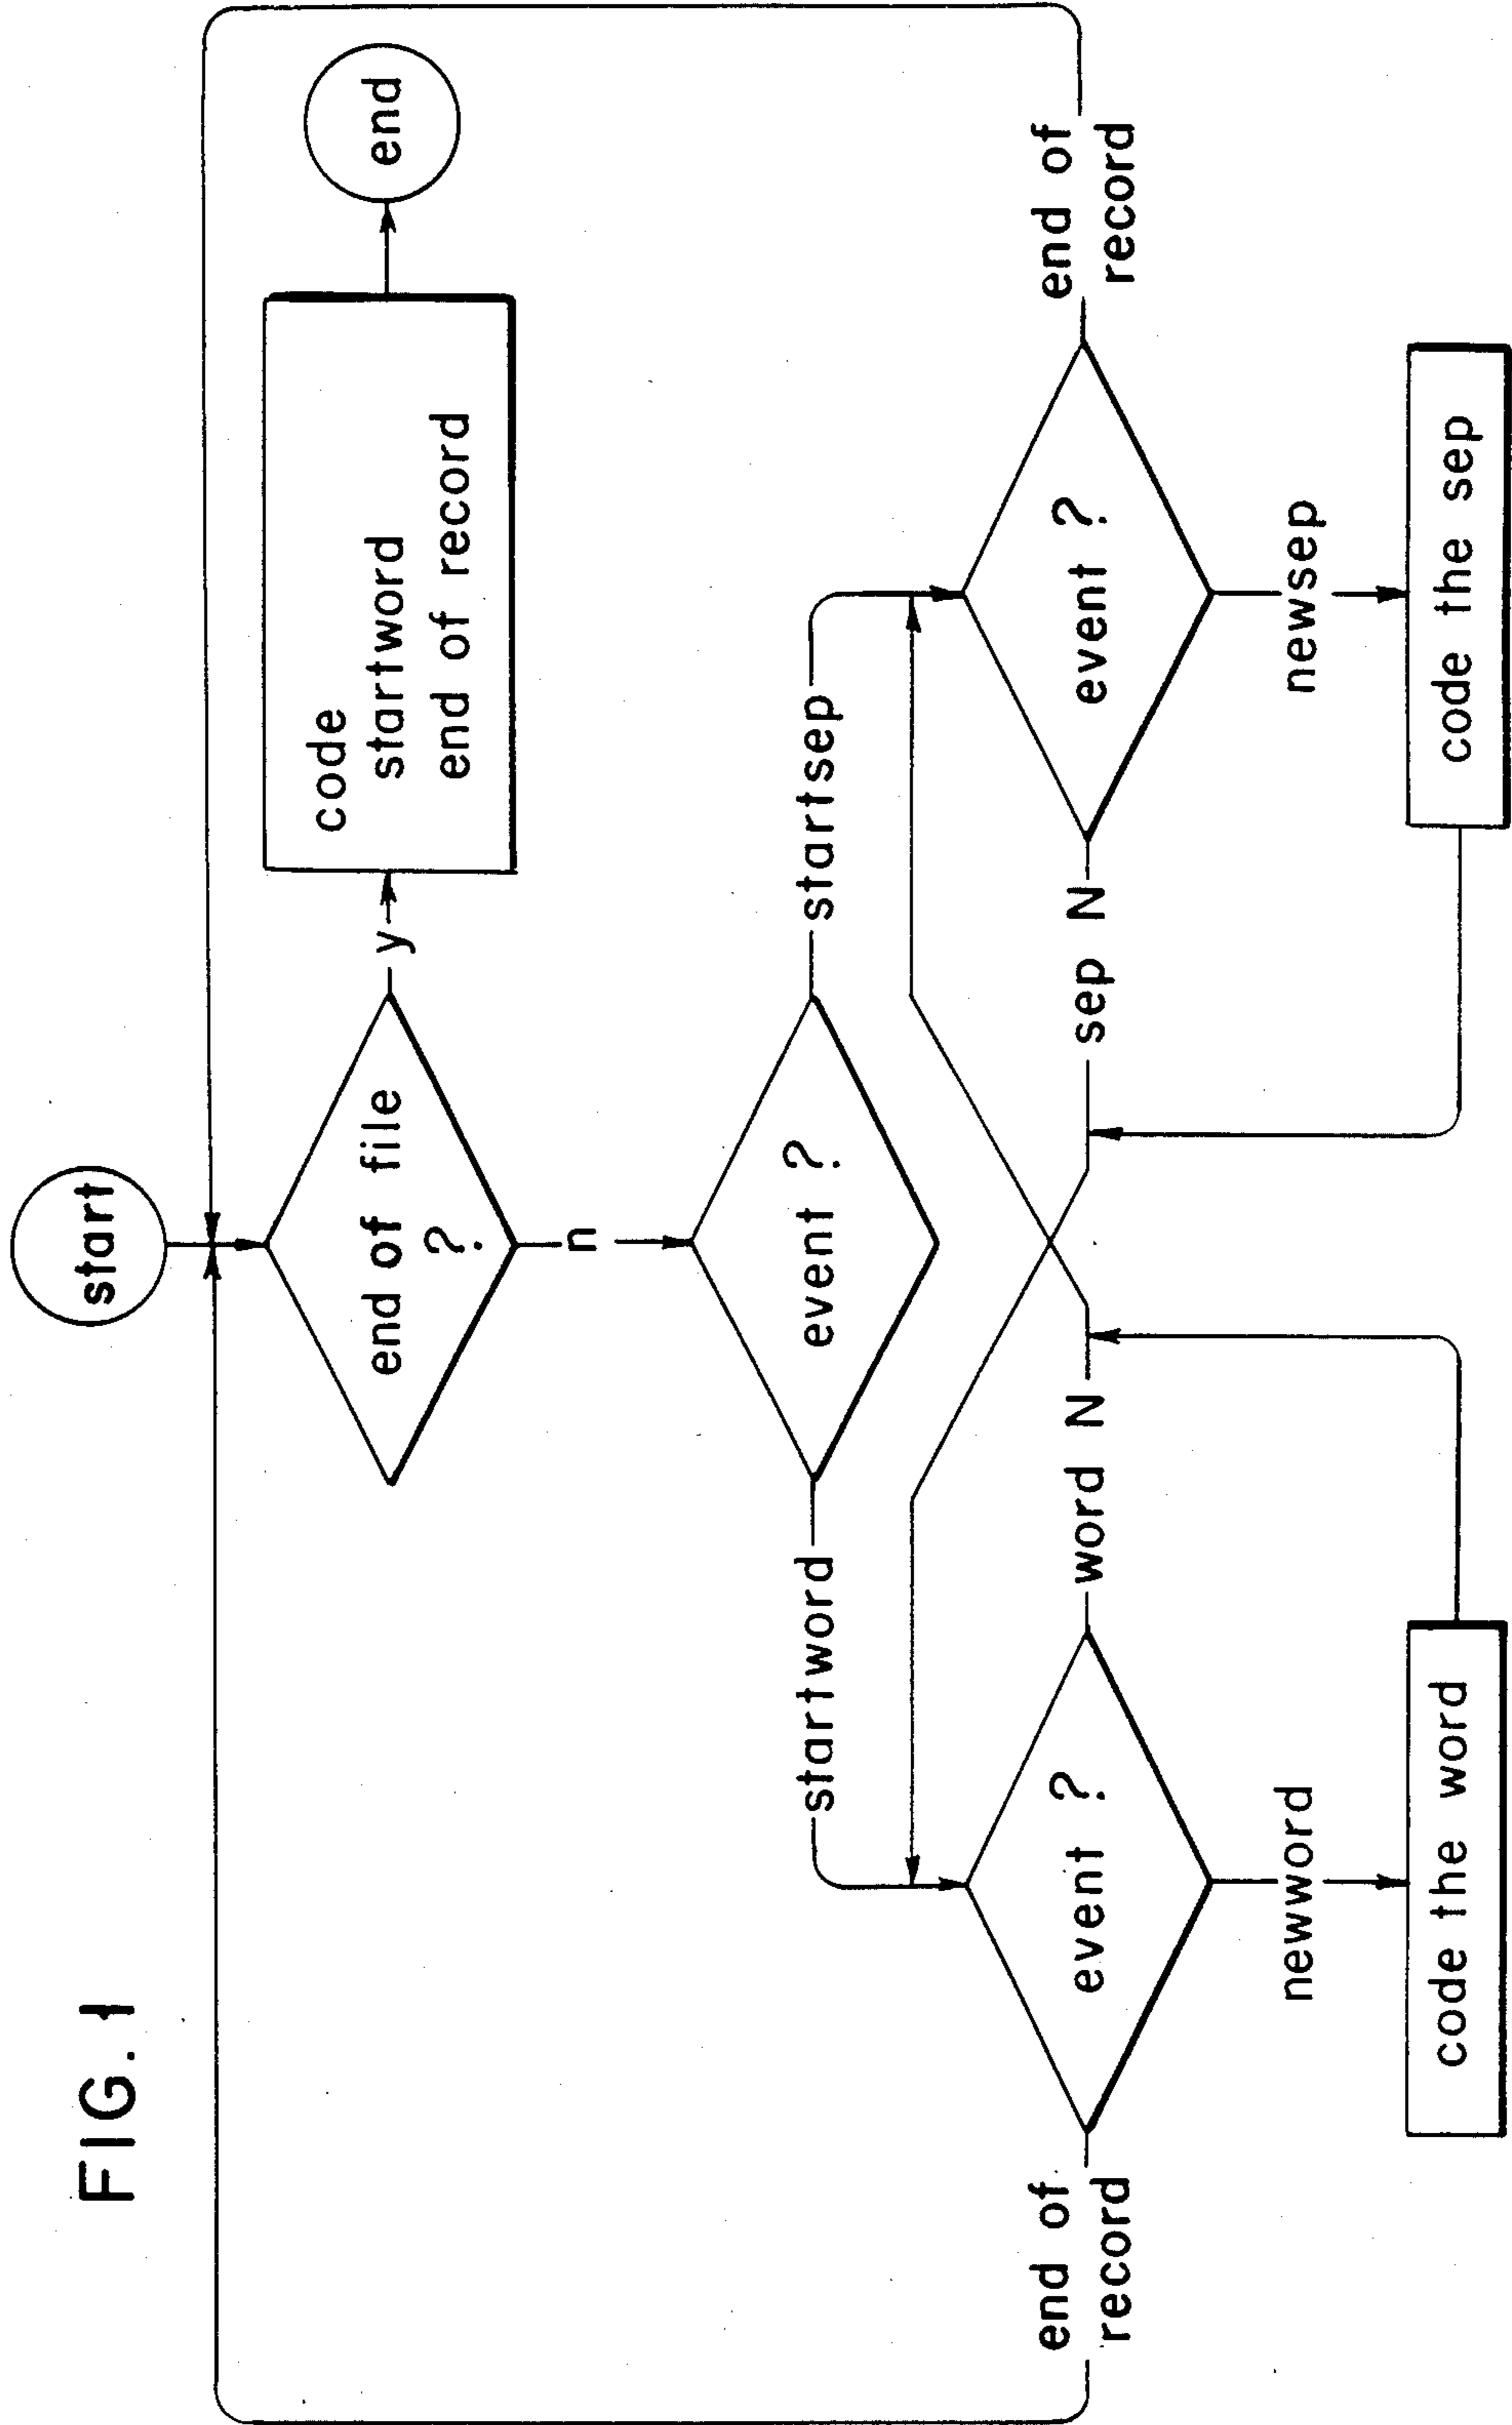 FIG. 1
start
end of file
?
y
code
startword
end of record
end
n
event ?
startword
startsep
end of
record
event ?
word N
sep N
event ?
end of
record
newword
newsep
code the word
code the sep